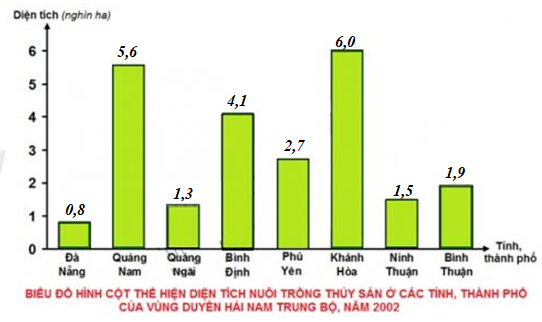 Diện tích (nghìn ha)
6
5
4
3
2
1
0
0,8
5,6
1,3
4,1
2,7
6,0
1,5
1,9
Đà Nẵng
Quảng Nam
Quảng Ngãi
Bình Định
Phú Yên
Khánh Hòa
Ninh Thuận
Bình Thuận
Tỉnh, thành phố
BIỂU ĐỒ HÌNH CỘT THỂ HIỆN DIỆN TÍCH NUÔI TRỒNG THỦY SẢN Ở CÁC TỈNH, THÀNH PHỐ
CỦA VÙNG DUYÊN HẢI NAM TRUNG BỘ, NĂM 2002